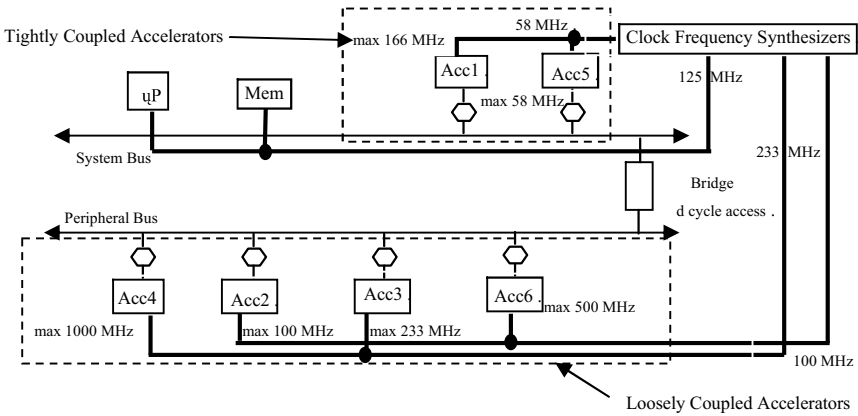 Tightly Coupled Accelerators
max 166 MHz
58 MHz
Clock Frequency Synthesizers
Acc1 .
Acc5 .
125 MHz
μP
Mem
max 58 MHz
System Bus
233 MHz
Bridge
d cycle access .
Peripheral Bus
Acc4
Acc2 .
Acc3 .
Acc6 .
max 500 MHz
max 1000 MHz
max 100 MHz
max 233 MHz
100 MHz
Loosely Coupled Accelerators